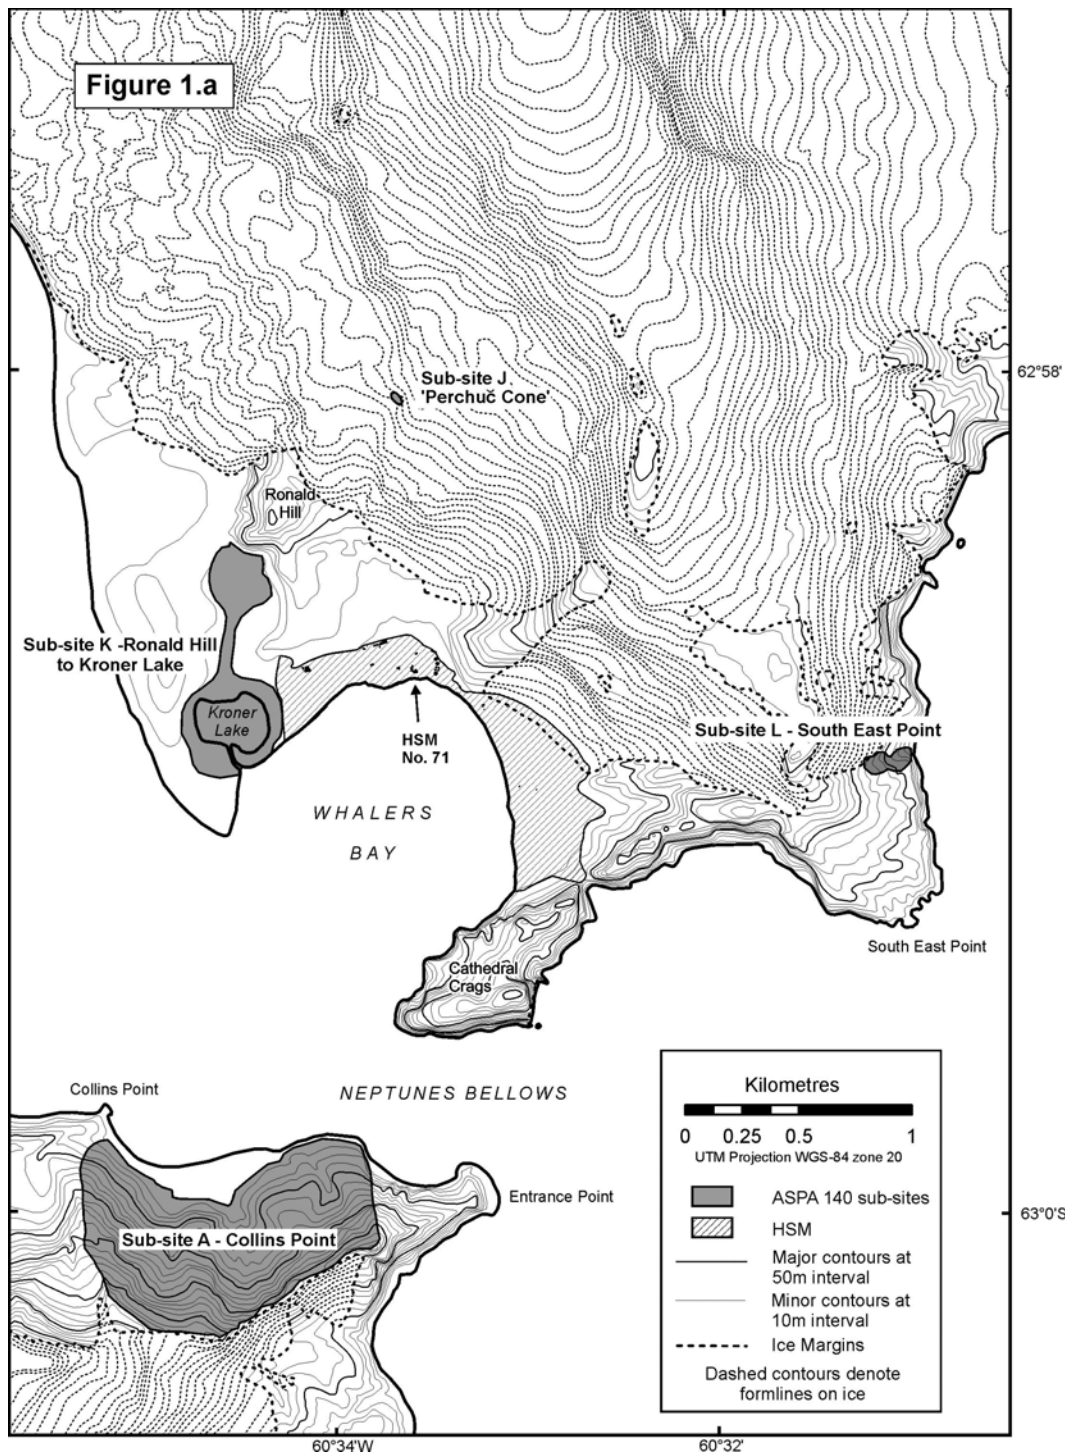 Figure 1.a
Sub-site J
'Perchuč Cone'
62°58'
Ronald
Hill
Sub-site K -Ronald Hill
to Kroner Lake
Kroner
Lake
HSM
No. 71
Sub-site L - South East Point
WHALERS
BAY
South East Point
Cathedral
Crags
Collins Point
NEPTUNES BELLOWS
Entrance Point
Sub-site A - Collins Point
63°0'S
Kilometres
0 0.25 0.5 1
UTM Projection WGS-84 zone 20
ASPA 140 sub-sites
HSM
Major contours at
50m interval
Minor contours at
10m interval
Ice Margins
Dashed contours denote
formlines on ice
60°34'W
60°32'